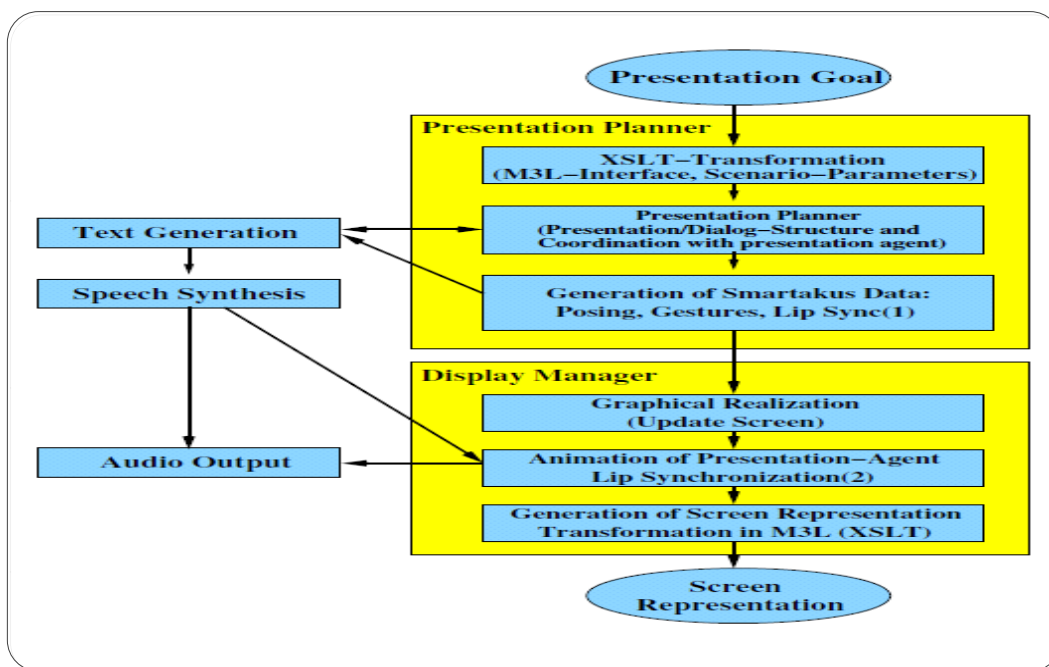 Presentation Goal
Presentation Planner
XSLT−Transformation
(M3L−Interface, Scenario−Parameters)
Presentation Planner
(Presentation/Dialog−Structure and
Coordination with presentation agent)
Text Generation
Speech Synthesis
Generation of Smartakus Data:
Posing, Gestures, Lip Sync(1)
Display Manager
Graphical Realization
(Update Screen)
Audio Output
Animation of Presentation−Agent
Lip Synchronization(2)
Generation of Screen Representation
Transformation in M3L (XSLT)
Screen
Representation